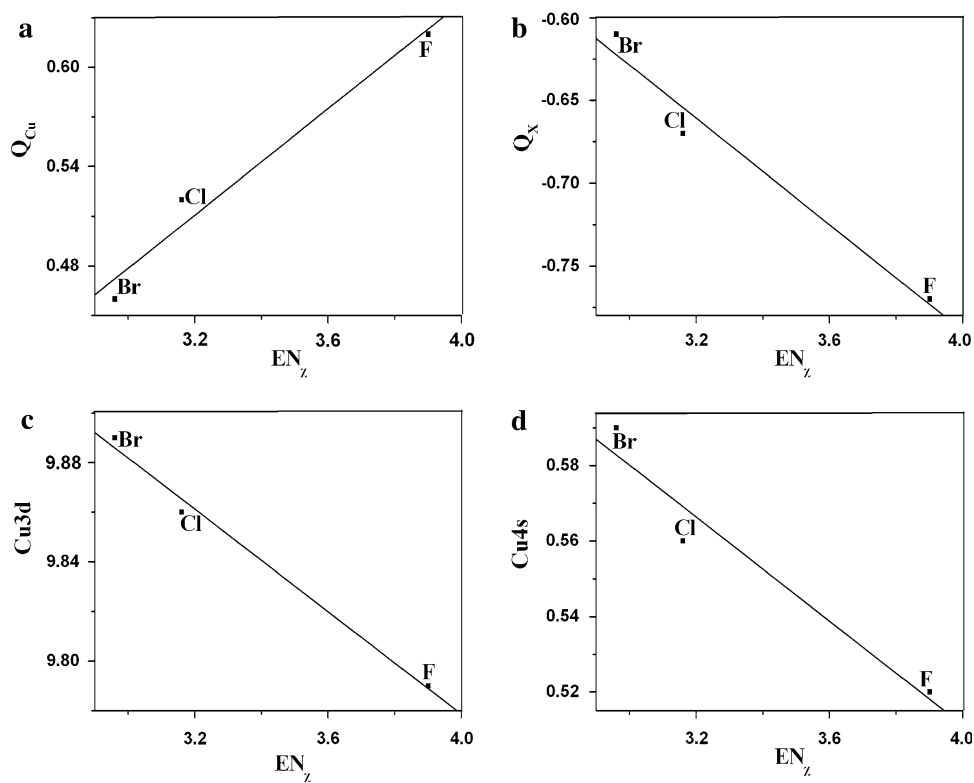 a
Q_Cu
0.60
0.54
0.48
F
Cl
Br
3.2 3.6 4.0
EN_χ
b
Q_X
-0.60
-0.65
-0.70
-0.75
Br
Cl
F
3.2 3.6 4.0
EN_χ
c
Cu3d
9.88
9.84
9.80
Br
Cl
F
3.2 3.6 4.0
EN_χ
d
Cu4s
0.58
0.56
0.54
0.52
Br
Cl
F
3.2 3.6 4.0
EN_χ